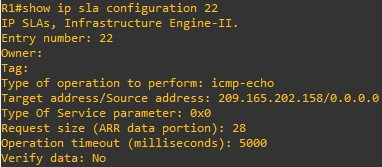 R1#show ip sla configuration 22
IP SLAs, Infrastructure Engine-II.
Entry number: 22
Owner:
Tag:
Type of operation to perform: icmp-echo
Target address/Source address: 209.165.202.158/0.0.0.0
Type Of Service parameter: 0x0
Request size (ARR data portion): 28
Operation timeout (milliseconds): 5000
Verify data: No